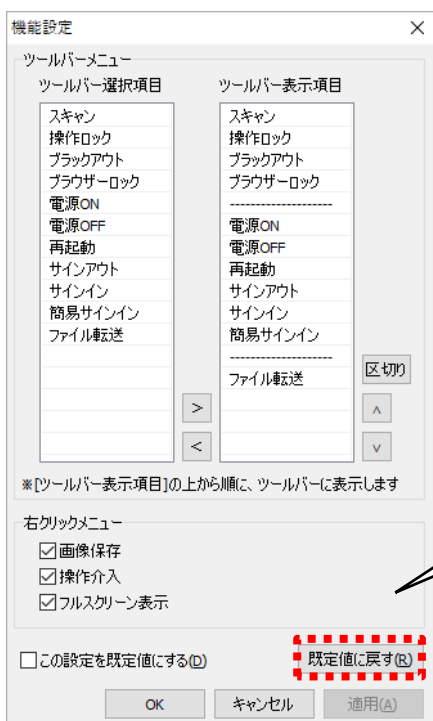 機能設定
ツールバーメニュー
ツールバー選択項目
スキャン
操作ロック
ブラックアウト
ブラウザーロック
電源ON
電源OFF
再起動
サインアウト
サインイン
簡易サインイン
ファイル転送
ツールバー表示項目
スキャン
操作ロック
ブラックアウト
ブラウザーロック
--------------------
電源ON
電源OFF
再起動
サインアウト
サインイン
簡易サインイン
--------------------
ファイル転送
>
<
区切り
∧
∨
※[ツールバー表示項目]の上から順に、ツールバーに表示します
右クリックメニュー
画像保存
操作介入
フルスクリーン表示
この設定を既定値にする(D)
既定値に戻す(R)
OK
キャンセル
適用(A)